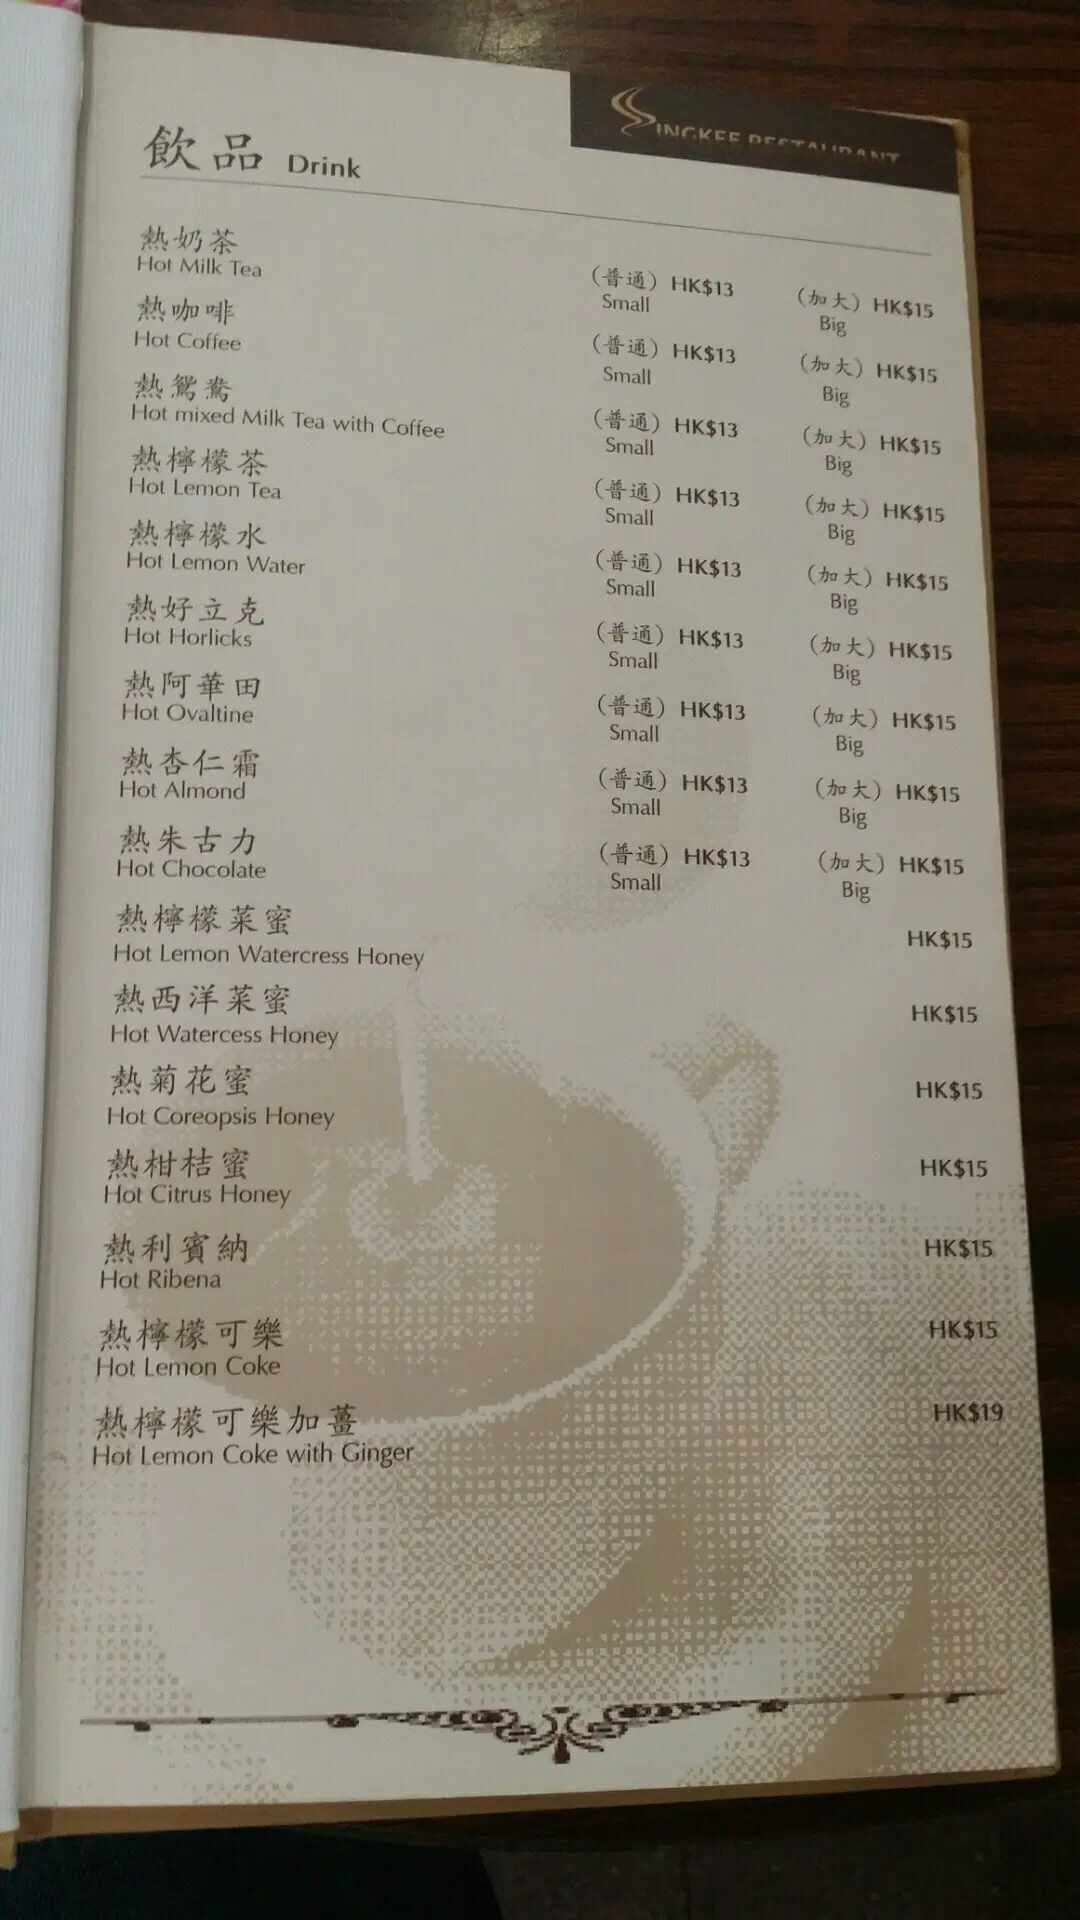 SINGKEE RESTAURANT
飲品 Drink
熱奶茶
Hot Milk Tea
(普通) HK$13 (加大) HK$15
Small Big
熱咖啡
Hot Coffee
(普通) HK$13 (加大) HK$15
Small Big
熱鴛鴦
Hot mixed Milk Tea with Coffee
(普通) HK$13 (加大) HK$15
Small Big
熱檸檬茶
Hot Lemon Tea
(普通) HK$13 (加大) HK$15
Small Big
熱檸檬水
Hot Lemon Water
(普通) HK$13 (加大) HK$15
Small Big
熱好立克
Hot Horlicks
(普通) HK$13 (加大) HK$15
Small Big
熱阿華田
Hot Ovaltine
(普通) HK$13 (加大) HK$15
Small Big
熱杏仁霜
Hot Almond
(普通) HK$13 (加大) HK$15
Small Big
熱朱古力
Hot Chocolate
(普通) HK$13 (加大) HK$15
Small Big
熱檸檬菜蜜
Hot Lemon Watercress Honey
HK$15
熱西洋菜蜜
Hot Watercess Honey
HK$15
熱菊花蜜
Hot Coreopsis Honey
HK$15
熱柑桔蜜
Hot Citrus Honey
HK$15
熱利賓納
Hot Ribena
HK$15
熱檸檬可樂
Hot Lemon Coke
HK$15
熱檸檬可樂加薑
Hot Lemon Coke with Ginger
HK$19